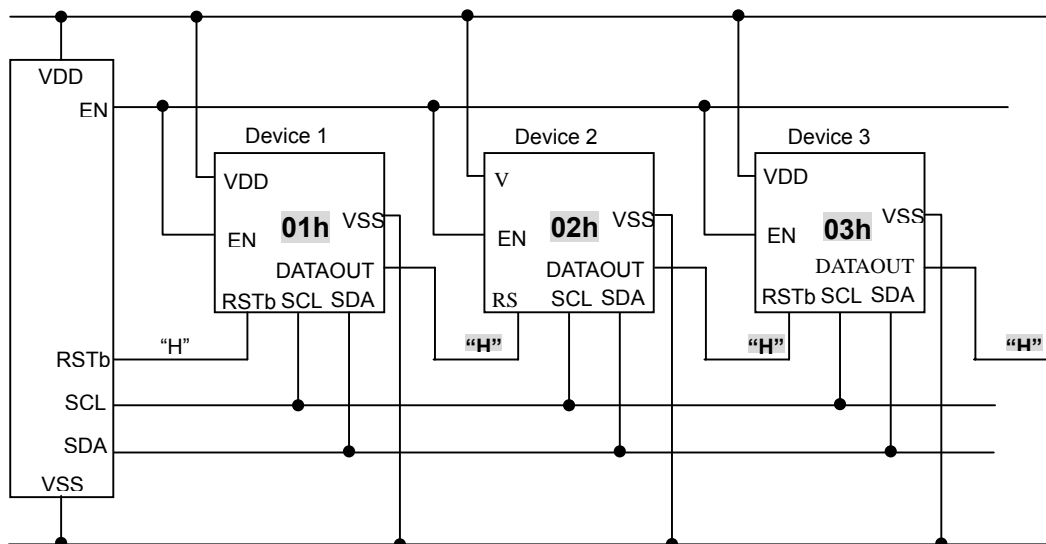 VDD
EN
Device 1
Device 2
Device 3
VDD
V
VDD
01h
VSS
02h
VSS
03h
VSS
EN
EN
EN
DATAOUT
DATAOUT
DATAOUT
RSTb SCL SDA
RS SCL SDA
RSTb SCL SDA
RSTb
“H”
“H”
“H”
“H”
SCL
SDA
VSS